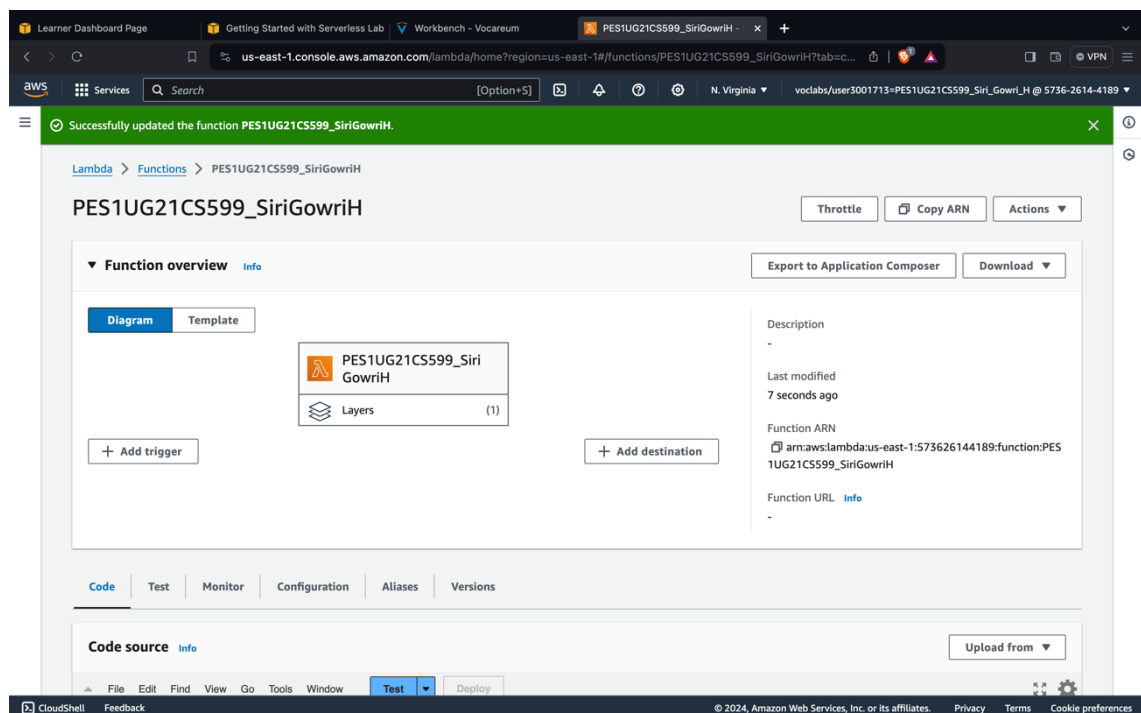 Learner Dashboard Page
Getting Started with Serverless Lab
Workbench - Vocareum
PES1UG21CS599_SiriGowriH -
us-east-1.console.aws.amazon.com/lambda/home?region=us-east-1#/functions/PES1UG21CS599_SiriGowriH?tab=c...
VPN
aws
Services
Search
[Option+S]
N. Virginia
voclabs/user3001713=PES1UG21CS599_Siri_Gowri_H @ 5736-2614-4189
Successfully updated the function PES1UG21CS599_SiriGowriH.
Lambda > Functions > PES1UG21CS599_SiriGowriH
PES1UG21CS599_SiriGowriH
Throttle
Copy ARN
Actions
Function overview Info
Export to Application Composer
Download
Diagram
Template
PES1UG21CS599_Siri
GowriH
Layers (1)
+ Add trigger
+ Add destination
Description
-
Last modified
7 seconds ago
Function ARN
arn:aws:lambda:us-east-1:573626144189:function:PES
1UG21CS599_SiriGowriH
Function URL Info
-
Code
Test
Monitor
Configuration
Aliases
Versions
Code source Info
Upload from
File Edit Find View Go Tools Window
Test
Deploy
CloudShell Feedback
© 2024, Amazon Web Services, Inc. or its affiliates. Privacy Terms Cookie preferences